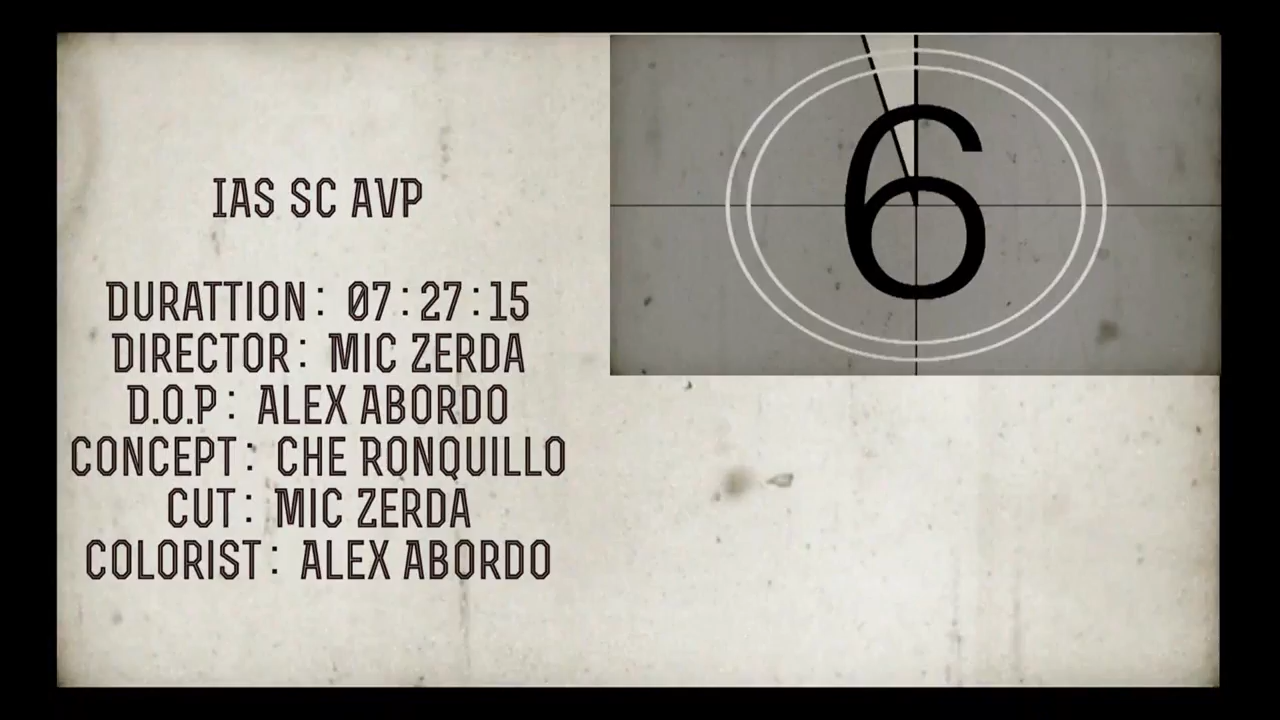 IAS SC AVP
DURATTION: 07:27:15
DIRECTOR: MIC ZERDA
D.O.P: ALEX ABORDO
CONCEPT: CHE RONQUILLO
CUT: MIC ZERDA
COLORIST: ALEX ABORDO
6